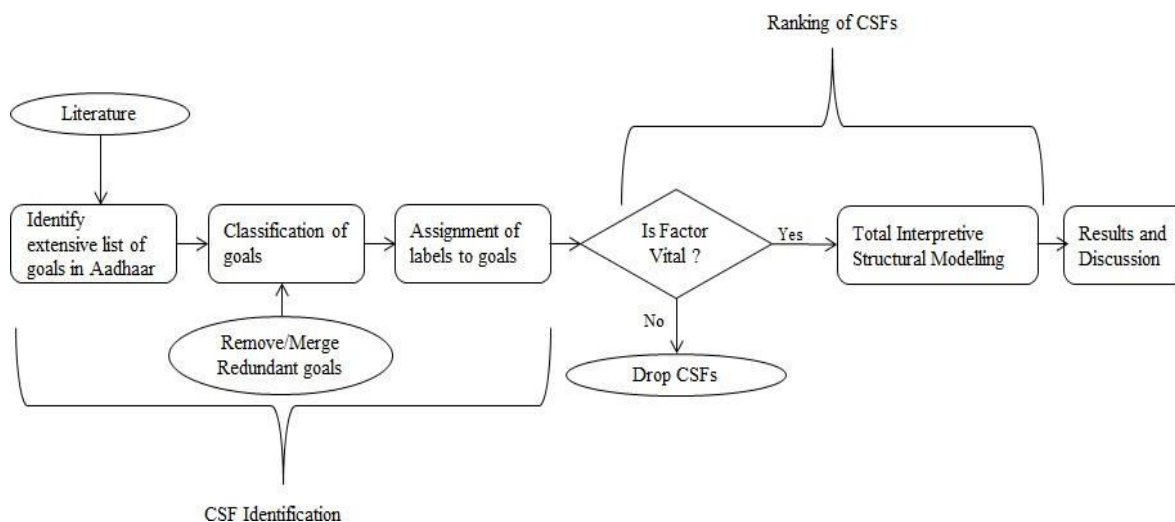 Ranking of CSFs
Literature
Identify
extensive list of
goals in Aadhaar
Classification of
goals
Assignment of
labels to goals
Is Factor
Vital ?
Yes
Total Interpretive
Structural Modelling
Results and
Discussion
No
Remove/Merge
Redundant goals
Drop CSFs
CSF Identification